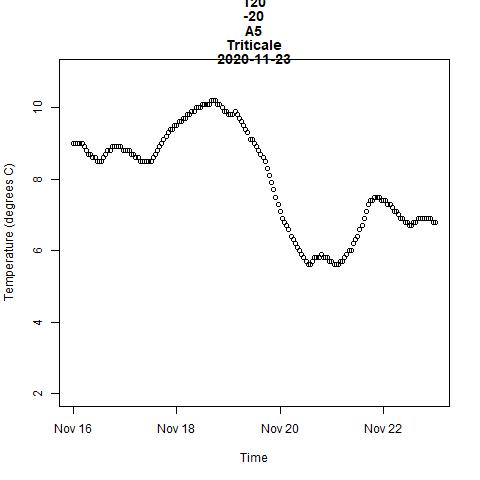 120
-20
A5
Triticale
2020-11-23
Temperature (degrees C)
10
8
6
4
2
Nov 16 Nov 18 Nov 20 Nov 22
Time